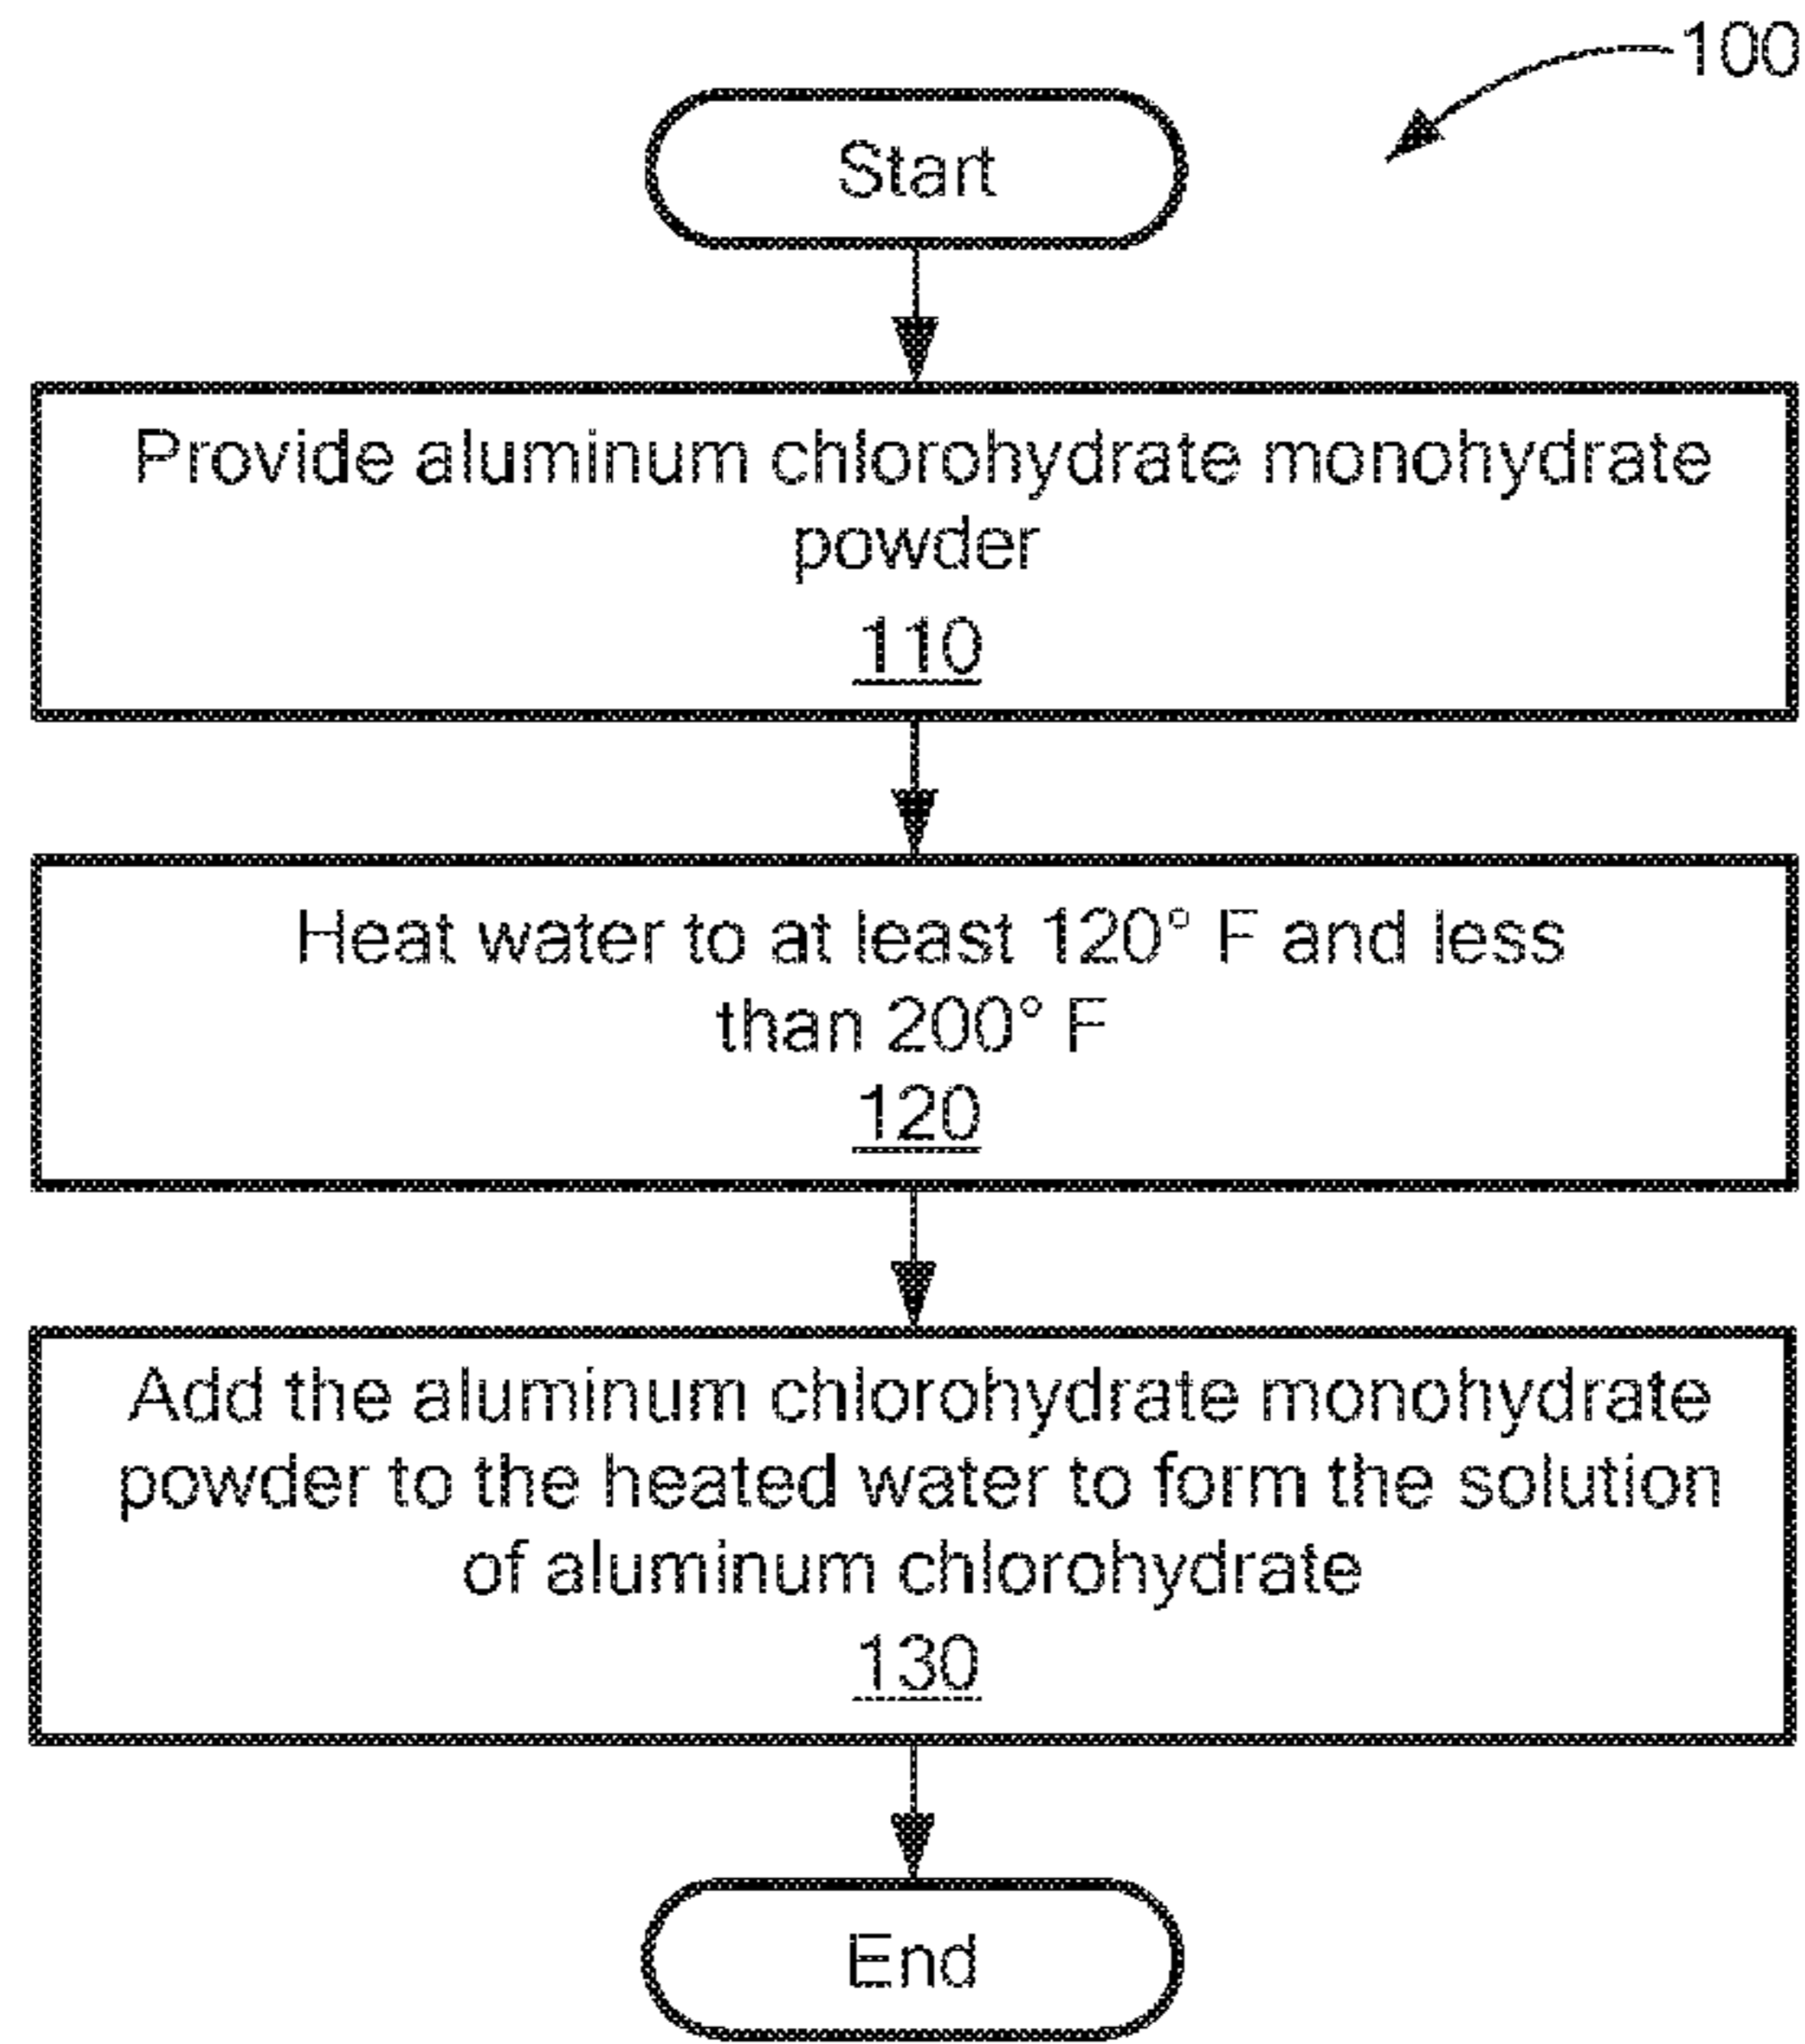 100
Start
Provide aluminum chlorohydrate monohydrate
powder
110
Heat water to at least 120° F and less
than 200° F
120
Add the aluminum chlorohydrate monohydrate
powder to the heated water to form the solution
of aluminum chlorohydrate
130
End